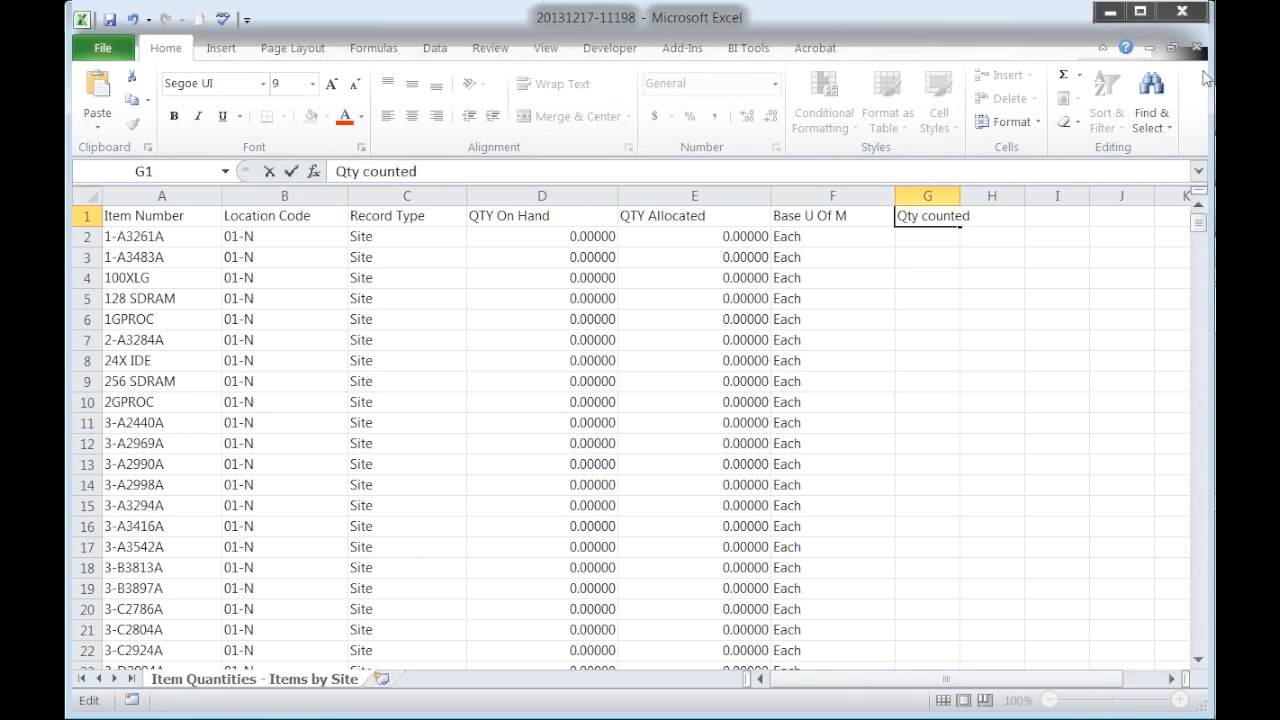 20131217-11198 - Microsoft Excel
File Home Insert Page Layout Formulas Data Review View Developer Add-Ins BI Tools Acrobat
Paste
Segoe UI 9
Wrap Text
General
Conditional Formatting
Format as Table
Cell Styles
Insert
Delete
Format
Sort & Filter
Find & Select
B I U A
Merge & Center
$ % ,
Clipboard Font Alignment Number Styles Cells Editing
G1 fx Qty counted
A B C D E F G H I J K
1 Item Number Location Code Record Type QTY On Hand QTY Allocated Base U Of M Qty counted
2 1-A3261A 01-N Site 0.00000 0.00000 Each
3 1-A3483A 01-N Site 0.00000 0.00000 Each
4 100XLG 01-N Site 0.00000 0.00000 Each
5 128 SDRAM 01-N Site 0.00000 0.00000 Each
6 1GPROC 01-N Site 0.00000 0.00000 Each
7 2-A3284A 01-N Site 0.00000 0.00000 Each
8 24X IDE 01-N Site 0.00000 0.00000 Each
9 256 SDRAM 01-N Site 0.00000 0.00000 Each
10 2GPROC 01-N Site 0.00000 0.00000 Each
11 3-A2440A 01-N Site 0.00000 0.00000 Each
12 3-A2969A 01-N Site 0.00000 0.00000 Each
13 3-A2990A 01-N Site 0.00000 0.00000 Each
14 3-A2998A 01-N Site 0.00000 0.00000 Each
15 3-A3294A 01-N Site 0.00000 0.00000 Each
16 3-A3416A 01-N Site 0.00000 0.00000 Each
17 3-A3542A 01-N Site 0.00000 0.00000 Each
18 3-B3813A 01-N Site 0.00000 0.00000 Each
19 3-B3897A 01-N Site 0.00000 0.00000 Each
20 3-C2786A 01-N Site 0.00000 0.00000 Each
21 3-C2804A 01-N Site 0.00000 0.00000 Each
22 3-C2924A 01-N Site 0.00000 0.00000 Each
Item Quantities - Items by Site
Edit 100%